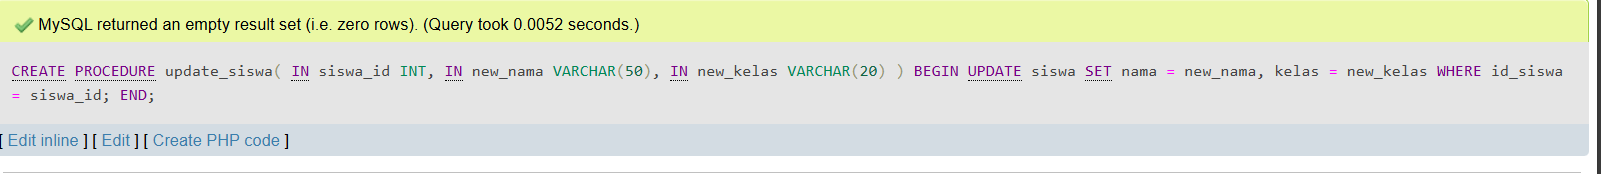 MySQL returned an empty result set (i.e. zero rows). (Query took 0.0052 seconds.)
CREATE PROCEDURE update_siswa( IN siswa_id INT, IN new_nama VARCHAR(50), IN new_kelas VARCHAR(20) ) BEGIN UPDATE siswa SET nama = new_nama, kelas = new_kelas WHERE id_siswa
= siswa_id; END;
[ Edit inline ] [ Edit ] [ Create PHP code ]